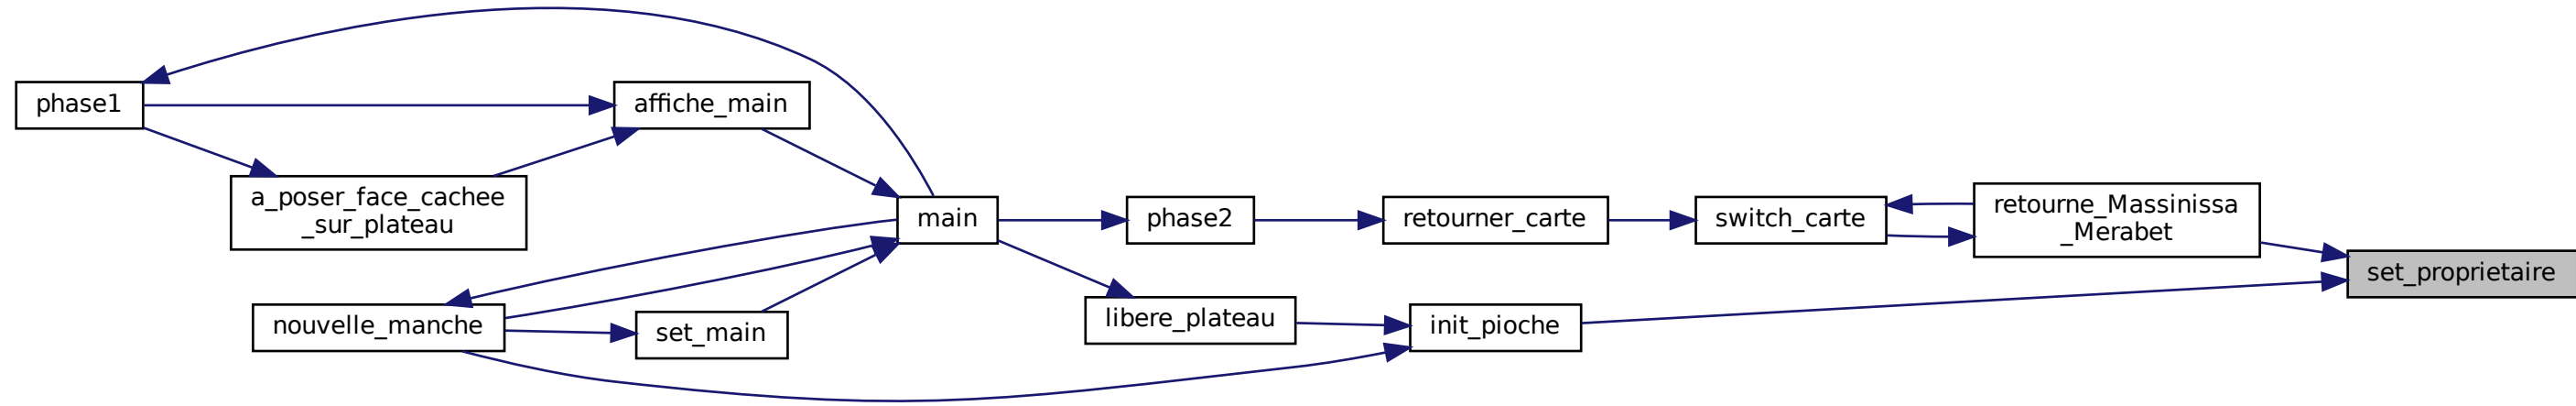 phase1
affiche_main
a_poser_face_cachee
_sur_plateau
main
phase2
retourner_carte
switch_carte
retourne_Massinissa
_Merabet
set_proprietaire
nouvelle_manche
set_main
libere_plateau
init_pioche